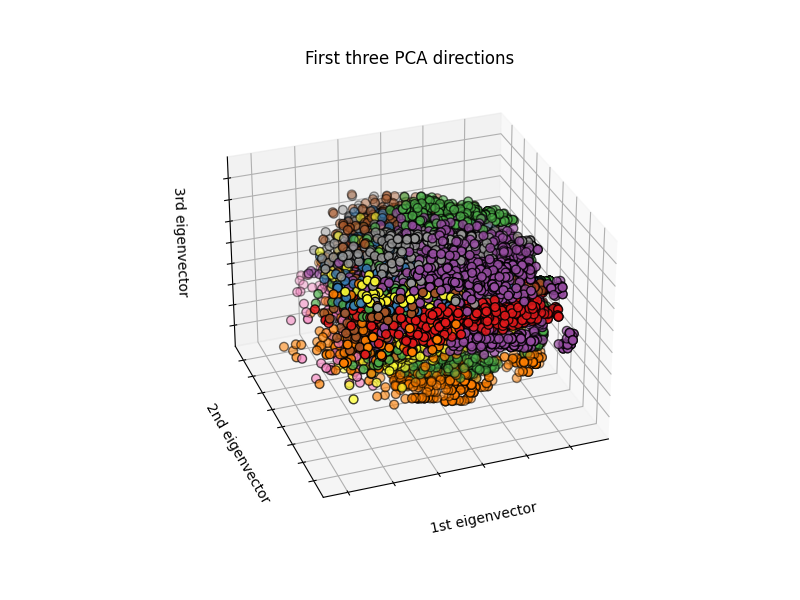 First three PCA directions
3rd eigenvector
2nd eigenvector
1st eigenvector